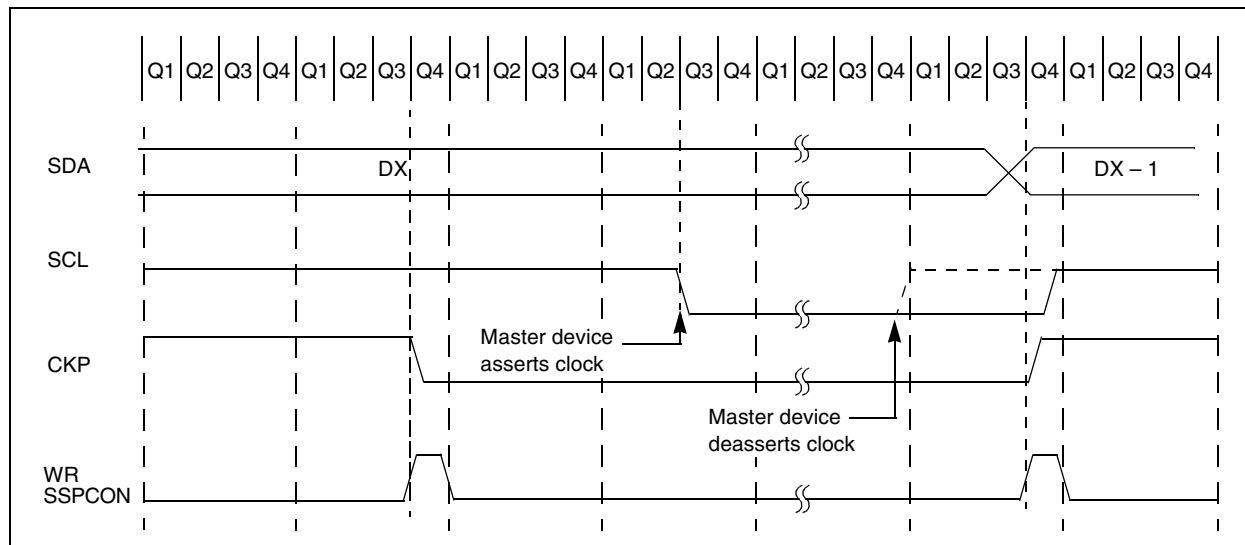 Q1 Q2 Q3 Q4 Q1 Q2 Q3 Q4 Q1 Q2 Q3 Q4 Q1 Q2 Q3 Q4 Q1 Q2 Q3 Q4 Q1 Q2 Q3 Q4 Q1 Q2 Q3 Q4
SDA
DX
DX – 1
SCL
Master device
asserts clock
CKP
Master device
deasserts clock
WR
SSPCON